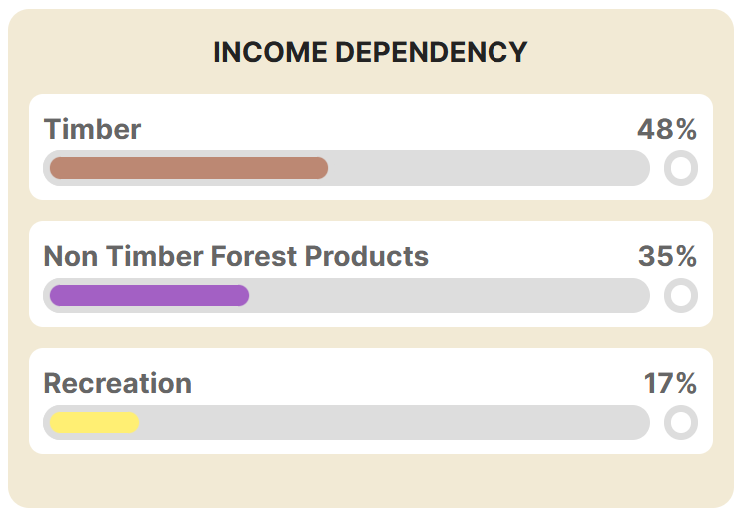 INCOME DEPENDENCY
Timber 48%
Non Timber Forest Products 35%
Recreation 17%